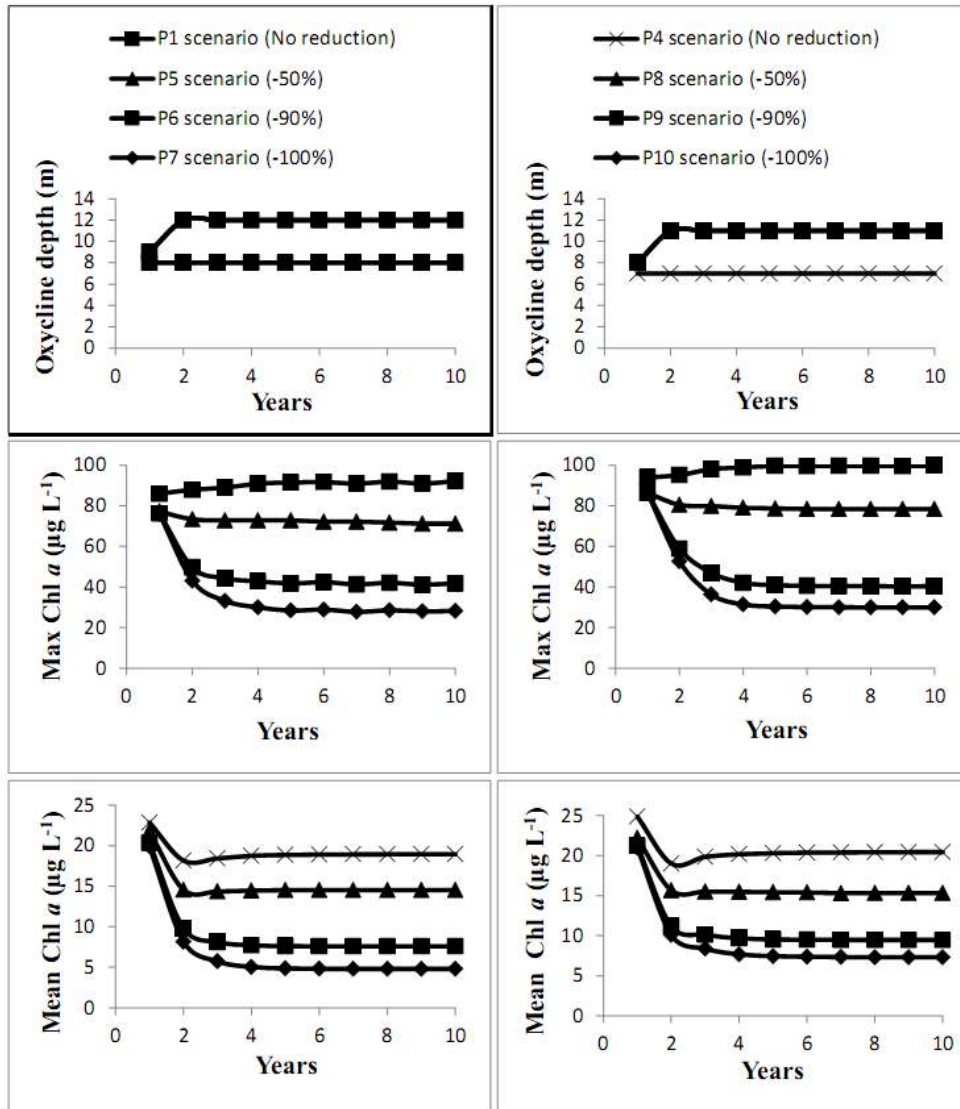 P1 scenario (No reduction)
P5 scenario (-50%)
P6 scenario (-90%)
P7 scenario (-100%)
Oxycline depth (m)
14
12
10
8
6
4
2
0
0 2 4 6 8 10
Years
P4 scenario (No reduction)
P8 scenario (-50%)
P9 scenario (-90%)
P10 scenario (-100%)
Oxycline depth (m)
14
12
10
8
6
4
2
0
0 2 4 6 8 10
Years
Max Chl a (µg L⁻¹)
100
80
60
40
20
0
0 2 4 6 8 10
Years
Max Chl a (µg L⁻¹)
100
80
60
40
20
0
0 2 4 6 8 10
Years
Mean Chl a (µg L⁻¹)
25
20
15
10
5
0
0 2 4 6 8 10
Years
Mean Chl a (µg L⁻¹)
25
20
15
10
5
0
0 2 4 6 8 10
Years